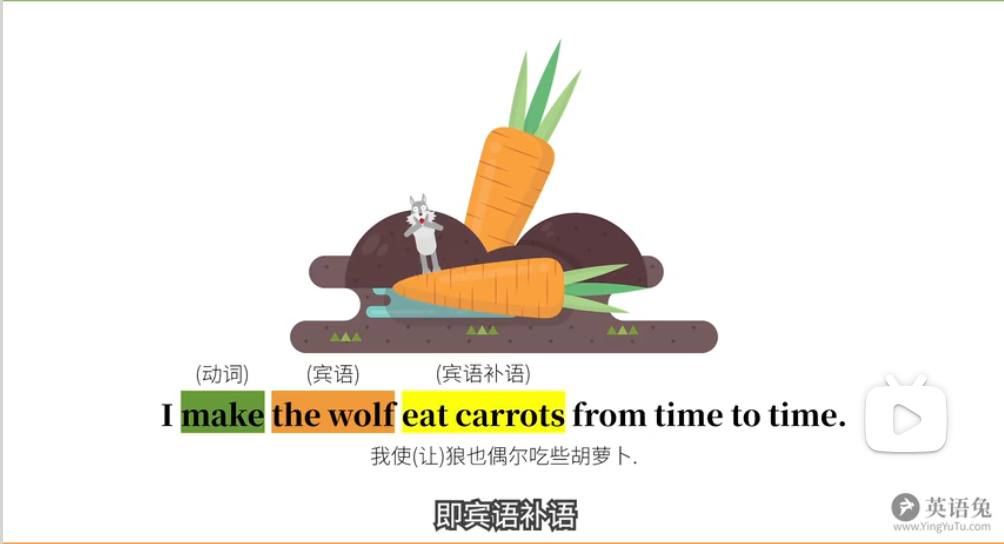 (动词) (宾语) (宾语补语)
I make the wolf eat carrots from time to time.
我使(让)狼也偶尔吃些胡萝卜.
即宾语补语
英语兔
www.YingYuTu.com